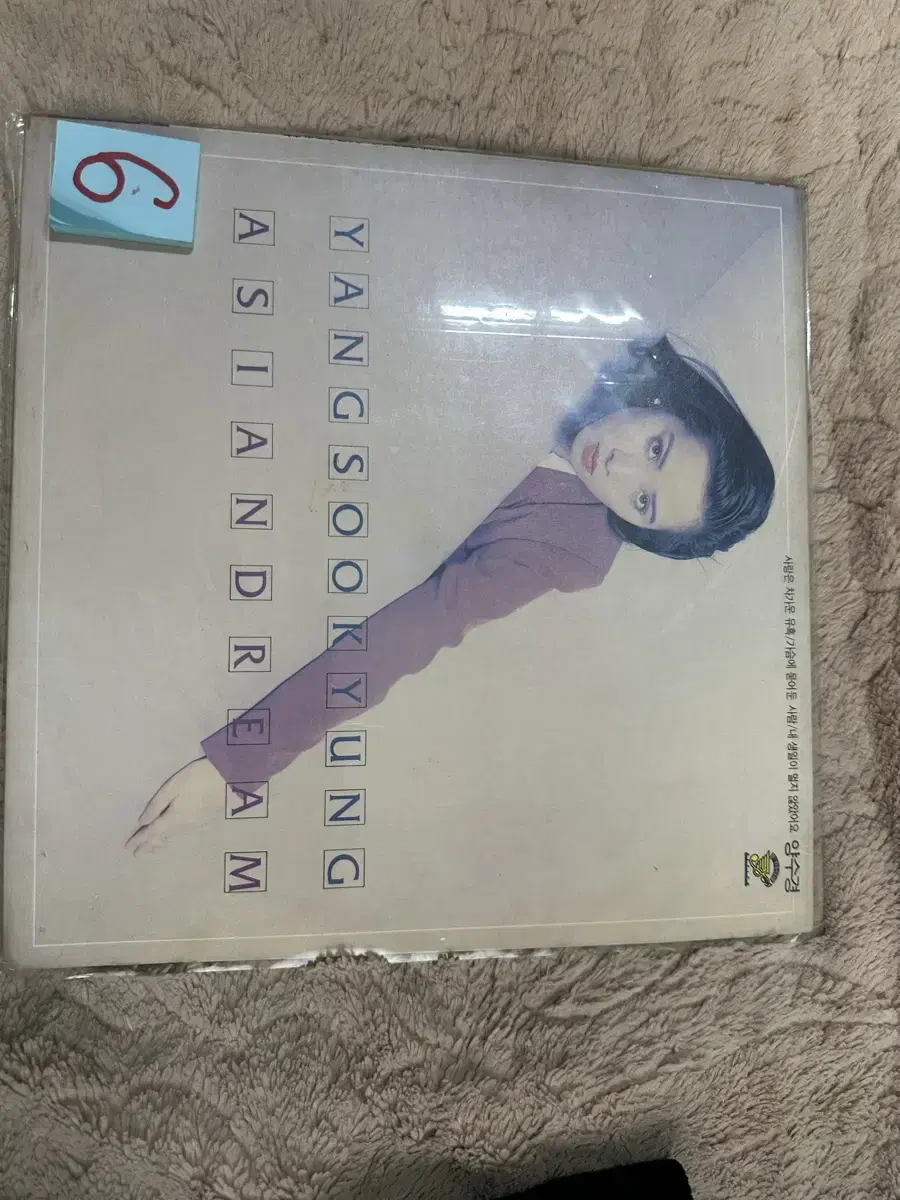 사랑은 차가운 유혹/가슴에 묻어둔 사람/내 생일이 멀지 않았어요 양수경
YANGSOOKYUNG
ASIANDREAM
6